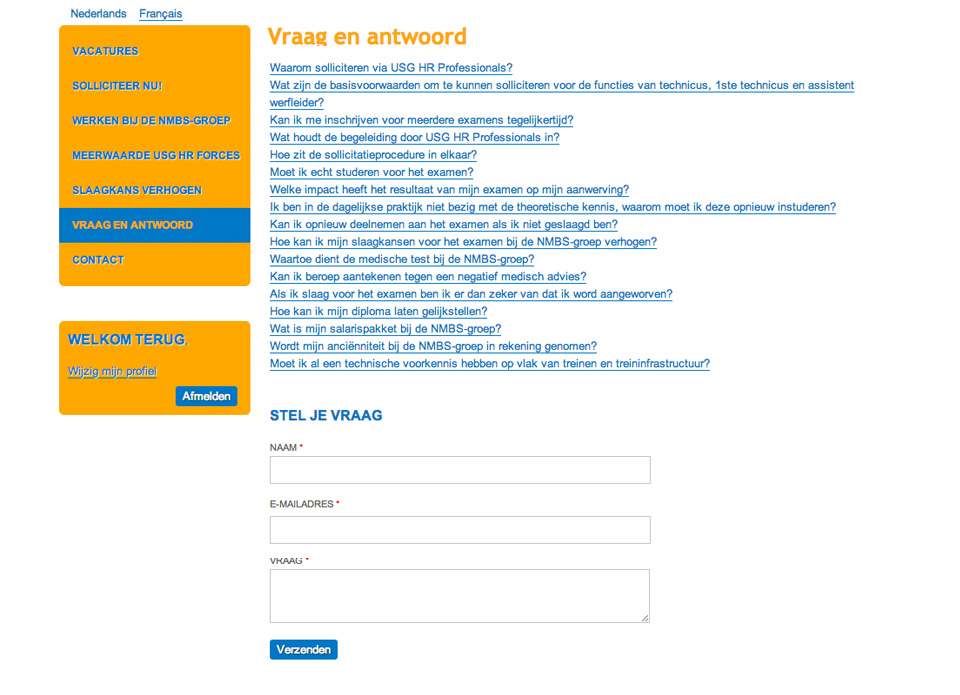 Nederlands Français
VACATURES
SOLLICITEER NU!
WERKEN BIJ DE NMBS-GROEP
MEERWAARDE USG HR FORCES
SLAAGKANS VERHOGEN
VRAAG EN ANTWOORD
CONTACT
WELKOM TERUG,
Wijzig mijn profiel
Afmelden
Vraag en antwoord
Waarom solliciteren via USG HR Professionals?
Wat zijn de basisvoorwaarden om te kunnen solliciteren voor de functies van technicus, 1ste technicus en assistent
werfleider?
Kan ik me inschrijven voor meerdere examens tegelijkertijd?
Wat houdt de begeleiding door USG HR Professionals in?
Hoe zit de sollicitatieprocedure in elkaar?
Moet ik echt studeren voor het examen?
Welke impact heeft het resultaat van mijn examen op mijn aanwerving?
Ik ben in de dagelijkse praktijk niet bezig met de theoretische kennis, waarom moet ik deze opnieuw instuderen?
Kan ik opnieuw deelnemen aan het examen als ik niet geslaagd ben?
Hoe kan ik mijn slaagkansen voor het examen bij de NMBS-groep verhogen?
Waartoe dient de medische test bij de NMBS-groep?
Kan ik beroep aantekenen tegen een negatief medisch advies?
Als ik slaag voor het examen ben ik er dan zeker van dat ik word aangeworven?
Hoe kan ik mijn diploma laten gelijkstellen?
Wat is mijn salarispakket bij de NMBS-groep?
Wordt mijn anciënniteit bij de NMBS-groep in rekening genomen?
Moet ik al een technische voorkennis hebben op vlak van treinen en treininfrastructuur?
STEL JE VRAAG
NAAM *
E-MAILADRES *
VRAAG *
Verzenden